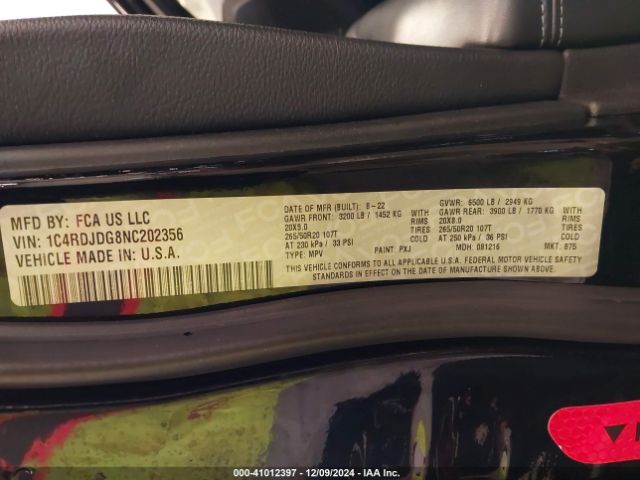 MFD BY: FCA US LLC
VIN: 1C4RDJDG8NC202356
VEHICLE MADE IN: U.S.A.
DATE OF MFR (BUILT): 8-22
GVWR: 6500 LB / 2949 KG
GAWR FRONT: 3200 LB / 1452 KG WITH
GAWR REAR: 3900 LB / 1770 KG WITH
20X8.0 RIMS
20X8.0 RIMS
265/50R20 107T TIRES
265/50R20 107T TIRES
AT 230 kPa / 33 PSI COLD
AT 250 kPa / 36 PSI COLD
TYPE: MPV
PAINT: PXJ
MDH: 081216
MKT: B75
THIS VEHICLE CONFORMS TO ALL APPLICABLE U.S.A. FEDERAL MOTOR VEHICLE SAFETY
STANDARDS IN EFFECT ON THE DATE OF MANUFACTURE SHOWN ABOVE.
000-41012397 - 12/09/2024 - IAA Inc.